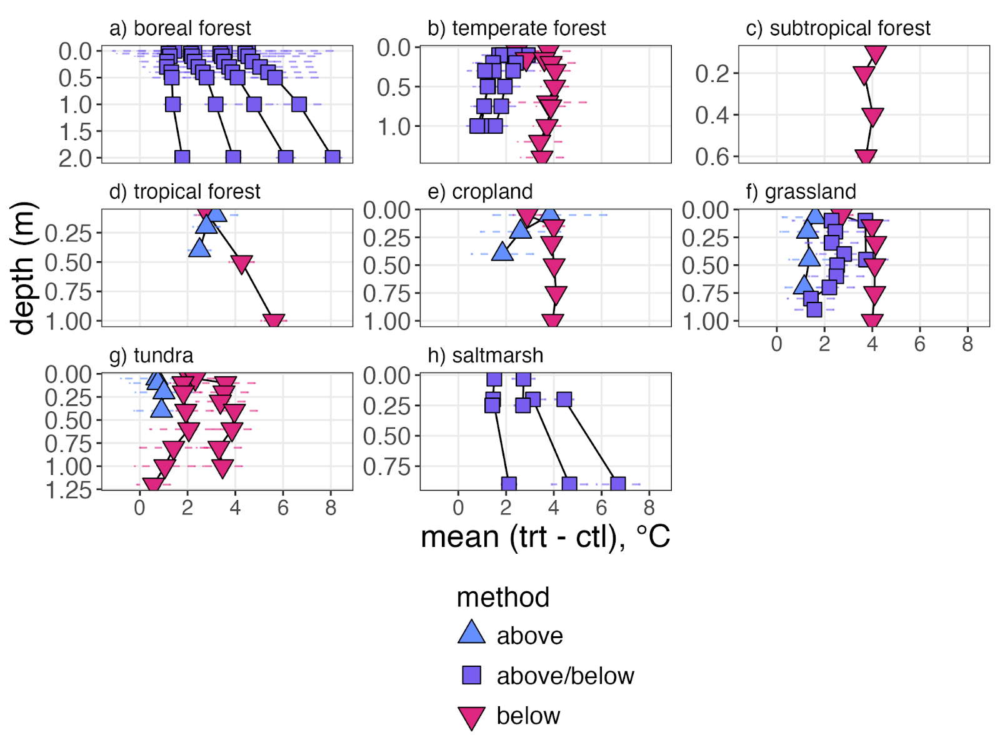 a) boreal forest
b) temperate forest
c) subtropical forest
0.0
0.5
1.0
1.5
2.0
0.0
0.5
1.0
0.2
0.4
0.6
d) tropical forest
e) cropland
f) grassland
0.25
0.50
0.75
1.00
0.00
0.25
0.50
0.75
1.00
0.00
0.25
0.50
0.75
1.00
0 2 4 6 8
depth (m)
g) tundra
h) saltmarsh
0.00
0.25
0.50
0.75
1.00
1.25
0.00
0.25
0.50
0.75
0 2 4 6 8
0 2 4 6 8
mean (trt - ctl), °C
method
above
above/below
below